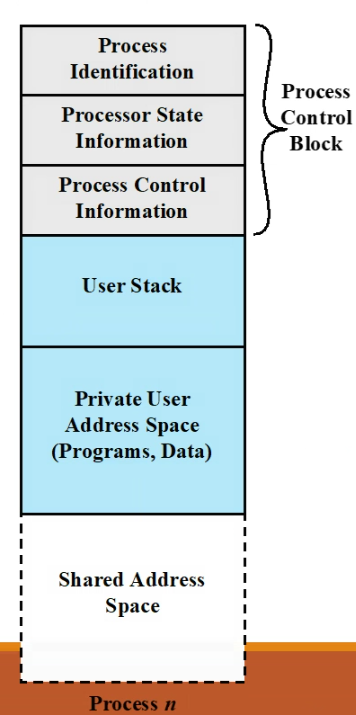 Process
Identification
Process
Control
Block
Processor State
Information
Process Control
Information
User Stack
Private User
Address Space
(Programs, Data)
Shared Address
Space
Process n